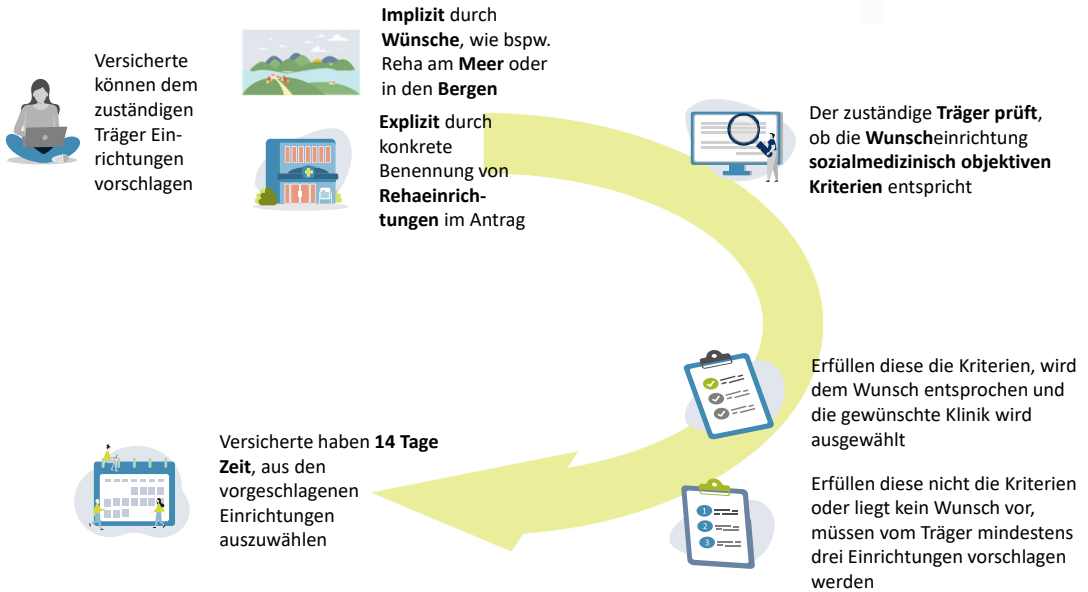 Versicherte
können dem
zuständigen
Träger Ein-
richtungen
vorschlagen
Implizit durch
Wünsche, wie bspw.
Reha am Meer oder
in den Bergen
Explizit durch
konkrete
Benennung von
Rehaeinrich-
tungen im Antrag
Der zuständige Träger prüft,
ob die Wunscheinrichtung
sozialmedizinisch objektiven
Kriterien entspricht
Erfüllen diese die Kriterien, wird
dem Wunsch entsprochen und
die gewünschte Klinik wird
ausgewählt
1
2
3
Erfüllen diese nicht die Kriterien
oder liegt kein Wunsch vor,
müssen vom Träger mindestens
drei Einrichtungen vorschlagen
werden
Versicherte haben 14 Tage
Zeit, aus den
vorgeschlagenen
Einrichtungen
auszuwählen